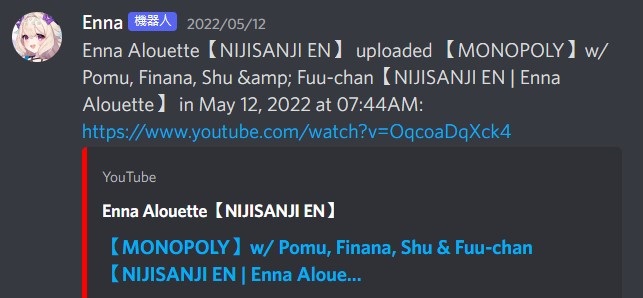 Enna 機器人 2022/05/12
Enna Alouette【NIJISANJI EN】 uploaded 【MONOPOLY】w/
Pomu, Finana, Shu &amp; Fuu-chan【NIJISANJI EN | Enna
Alouette】 in May 12, 2022 at 07:44AM:
https://www.youtube.com/watch?v=OqcoaDqXck4
YouTube
Enna Alouette【NIJISANJI EN】
【MONOPOLY】w/ Pomu, Finana, Shu & Fuu-chan
【NIJISANJI EN | Enna Aloue...